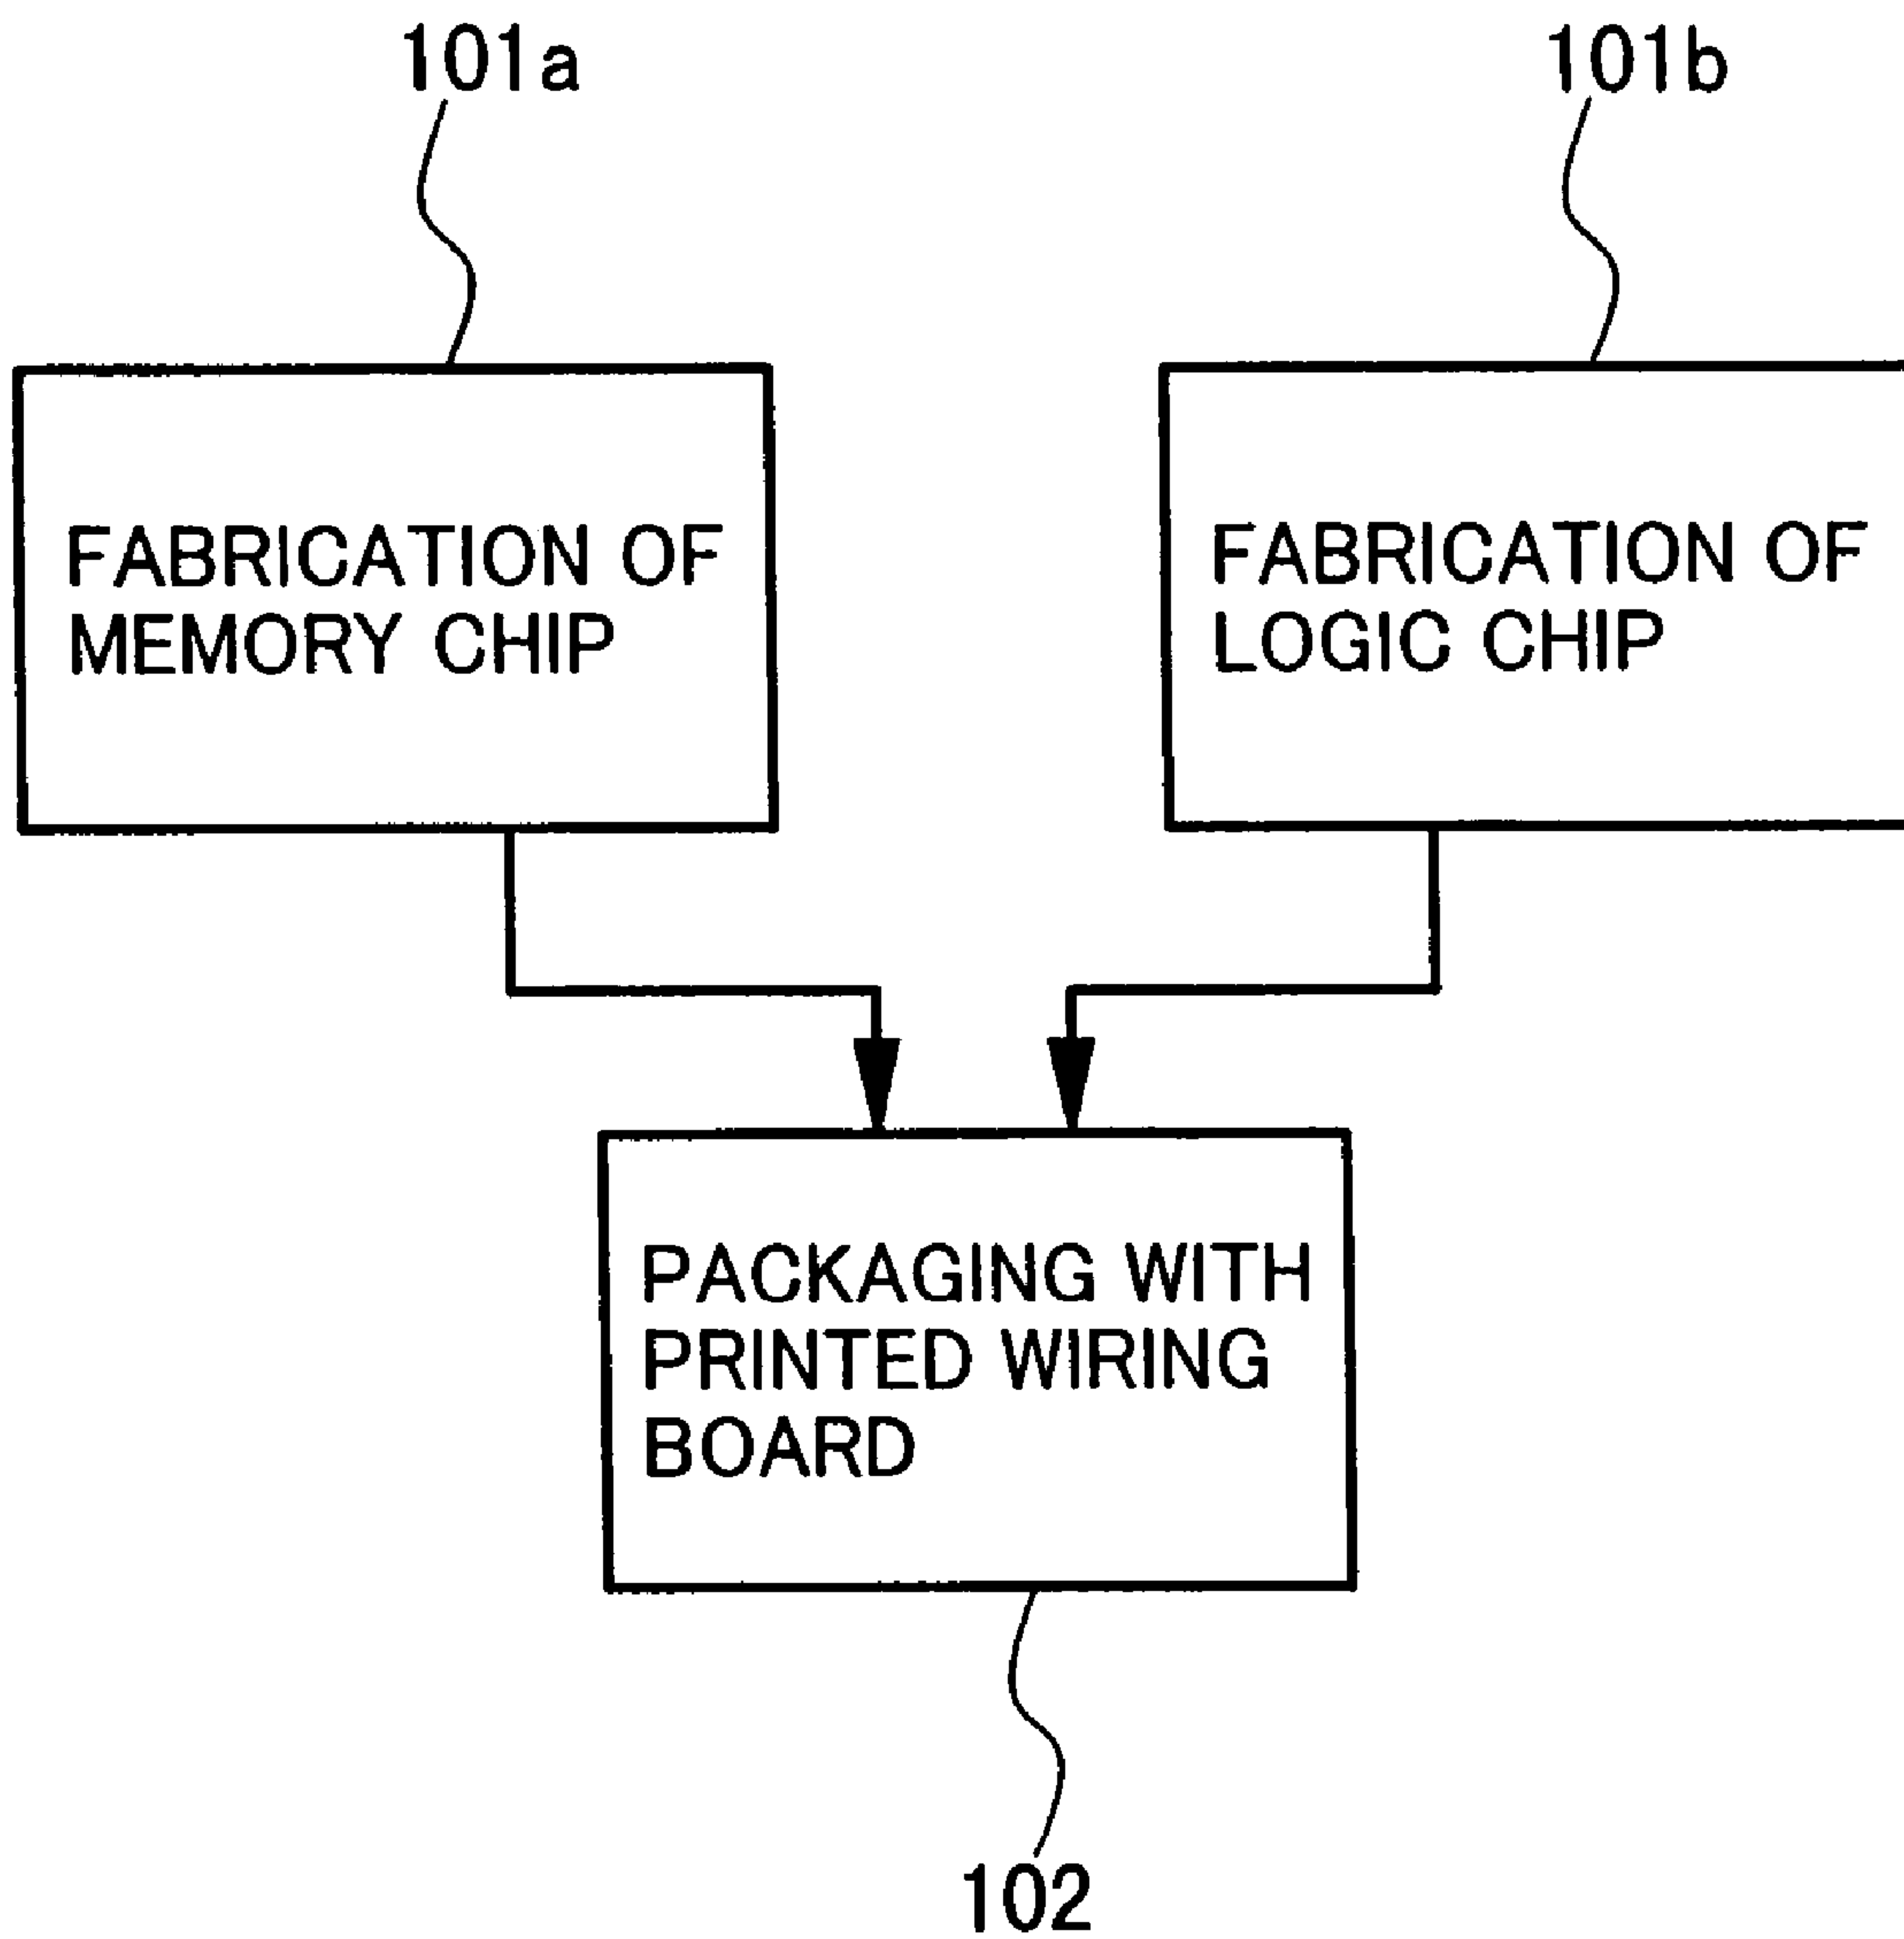 101a
101b
FABRICATION OF
MEMORY CHIP
FABRICATION OF
LOGIC CHIP
PACKAGING WITH
PRINTED WIRING
BOARD
102